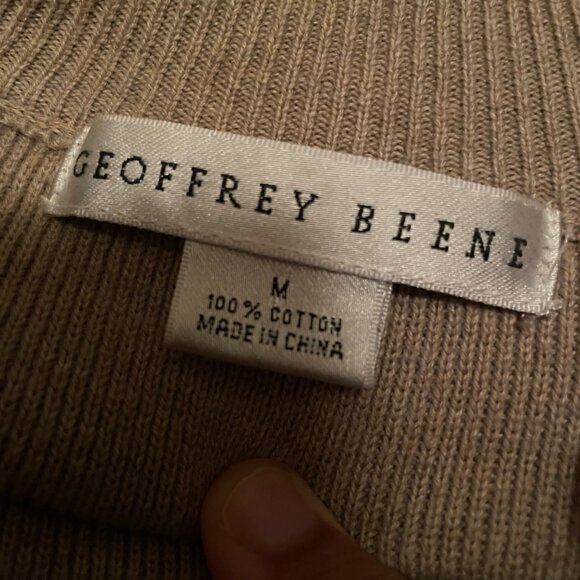 GEOFFREY BEENE
M
100% COTTON
MADE IN CHINA